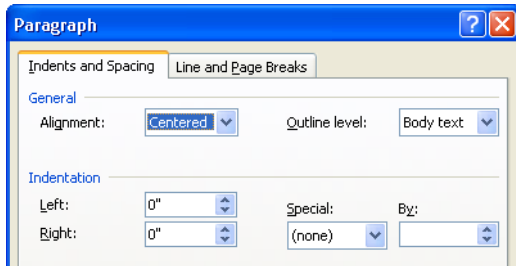 Paragraph
Indents and Spacing Line and Page Breaks
General
Alignment: Centered Outline level: Body text
Indentation
Left: 0" Special: By:
Right: 0" (none)